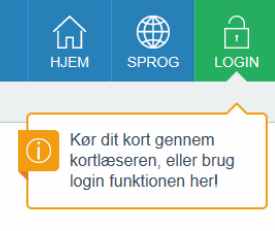 HJEM SPROG LOGIN
Kør dit kort gennem
kortlæseren, eller brug
login funktionen her!